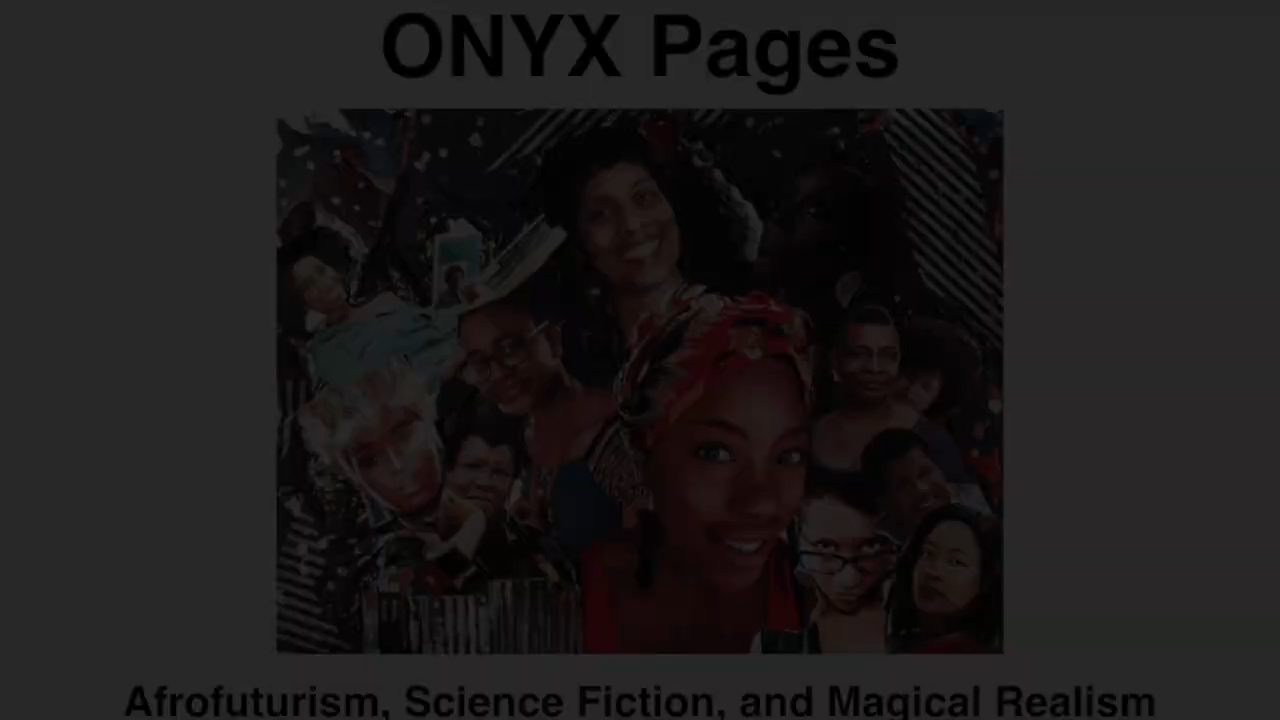 ONYX Pages
Afrofuturism, Science Fiction, and Magical Realism